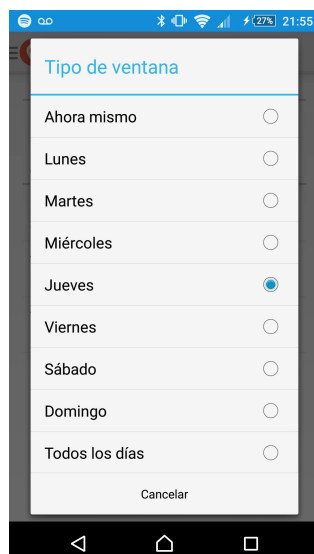 27% 21:55
Tipo de ventana
Ahora mismo
Lunes
Martes
Miércoles
Jueves
Viernes
Sábado
Domingo
Todos los días
Cancelar